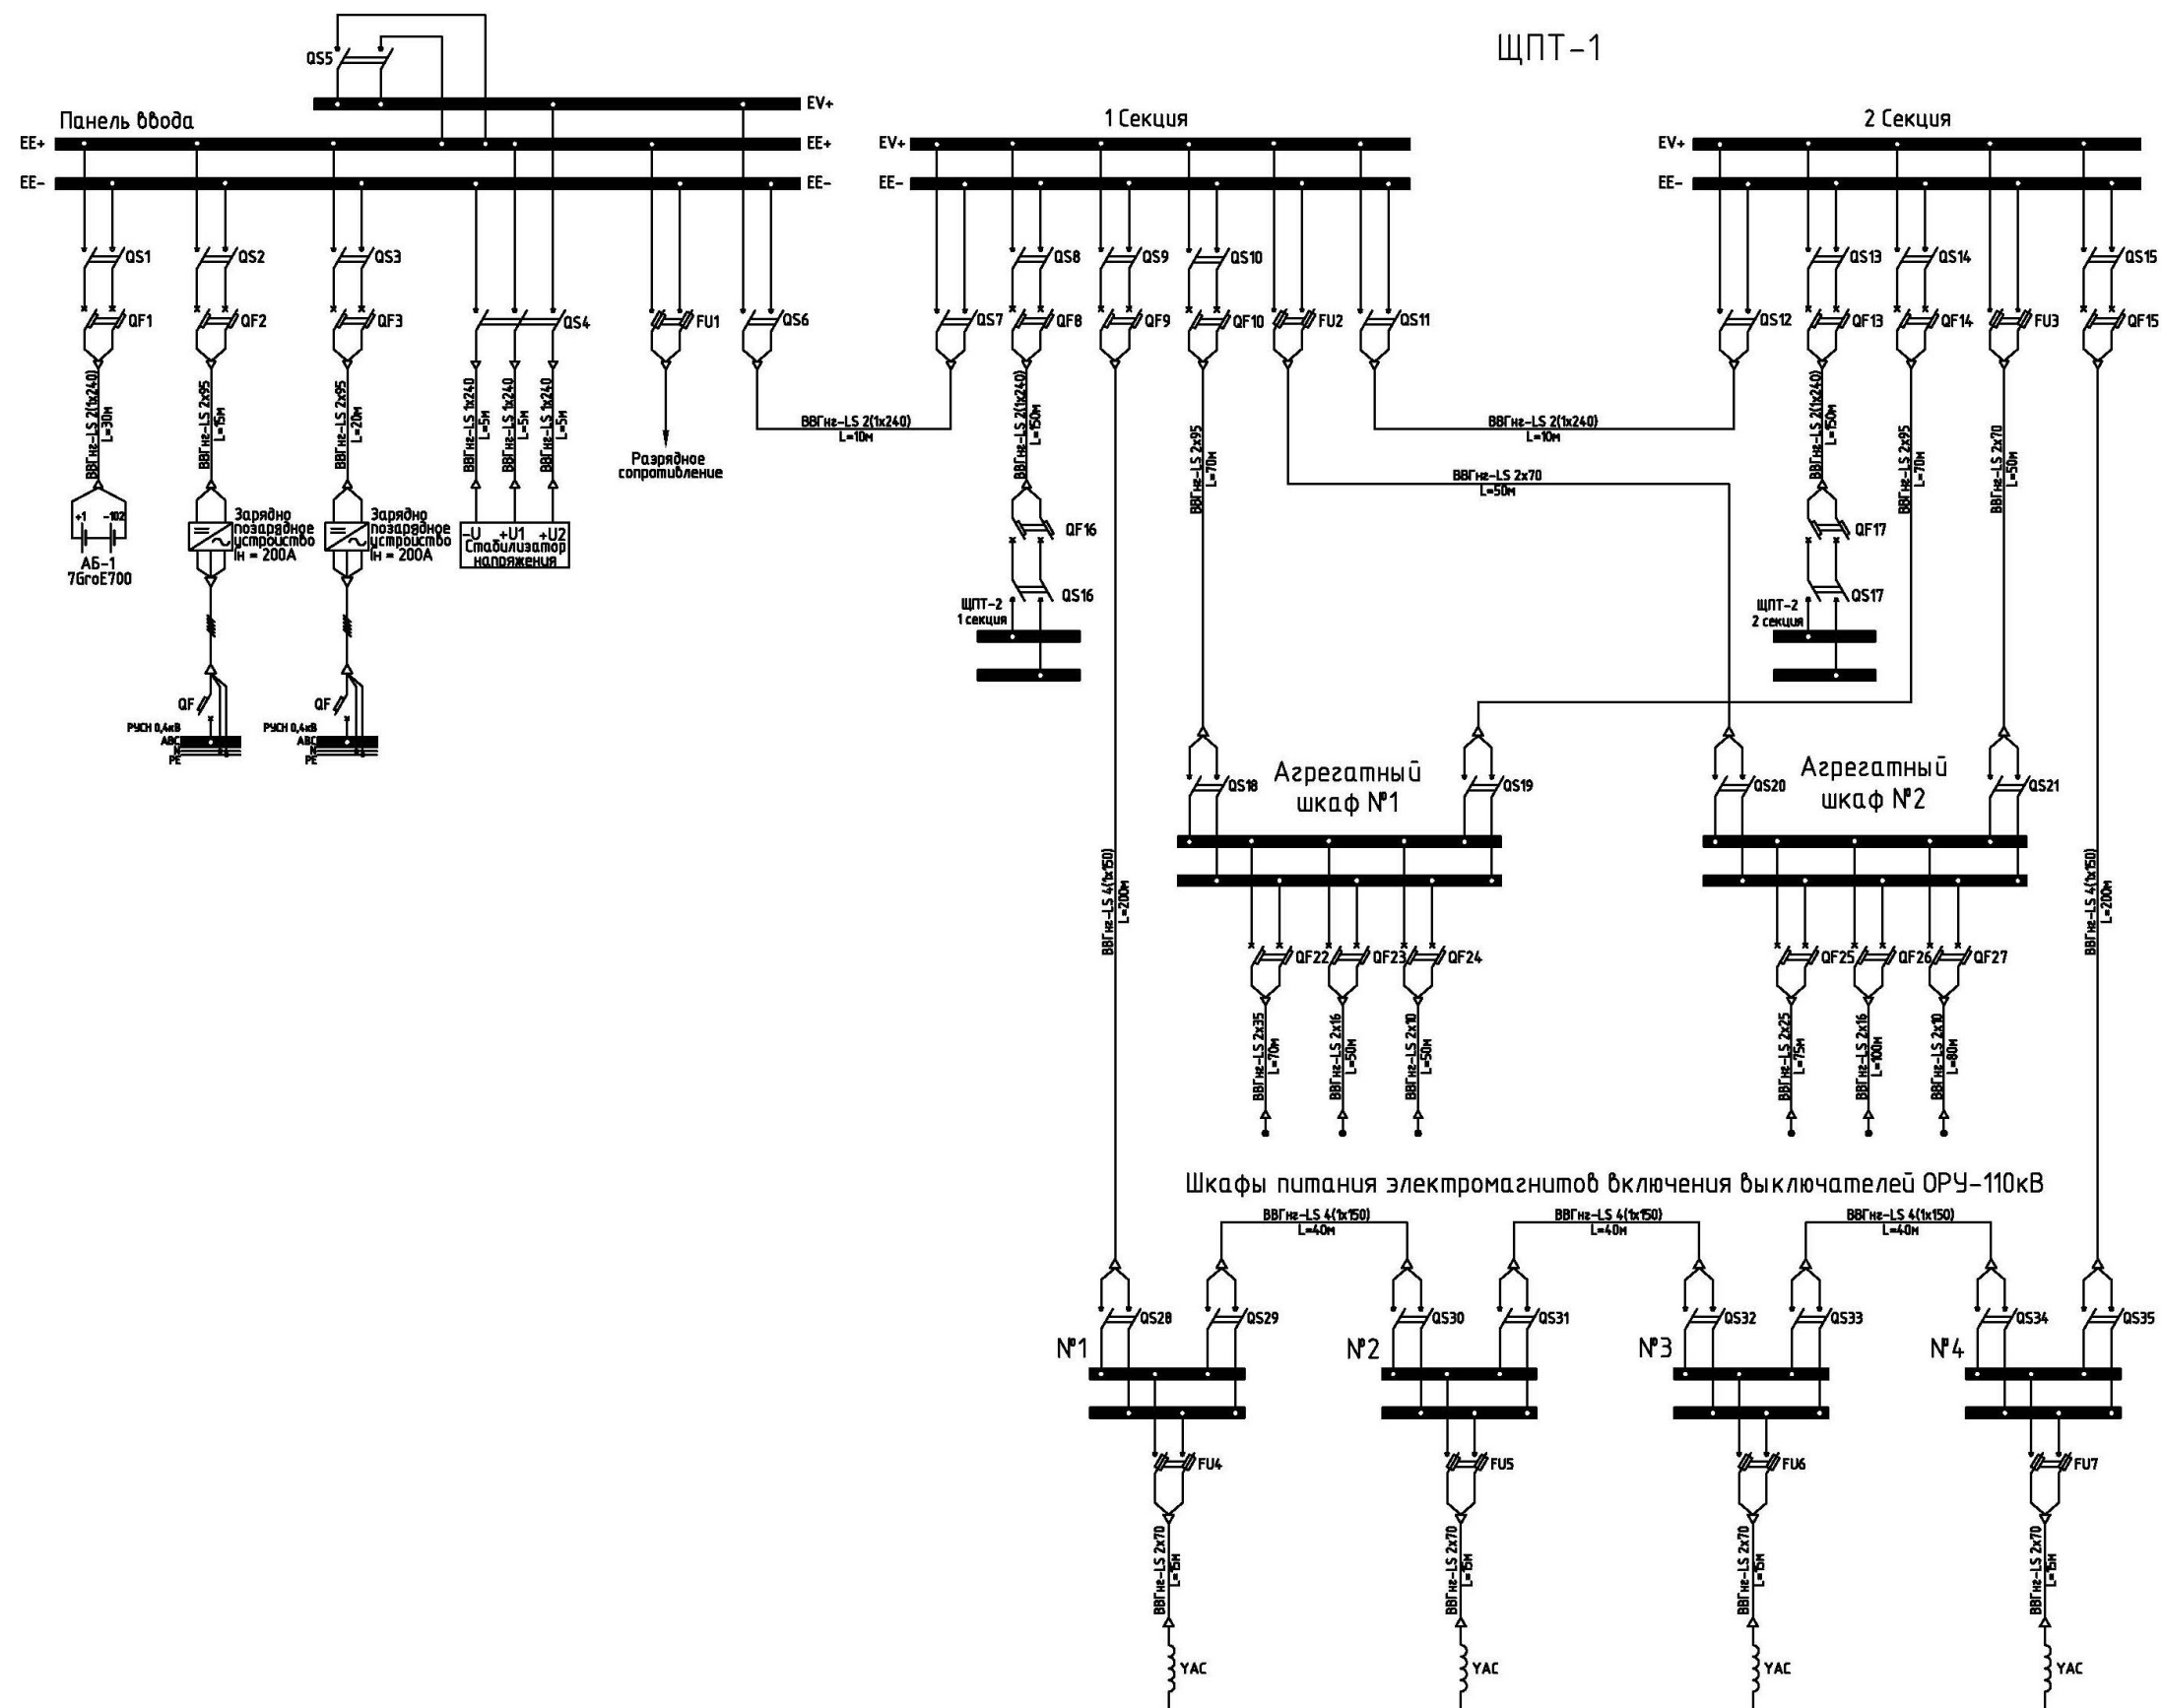 ЩПТ-1
QS5
EV+
Панель ввода
EE+
EE+
EE-
EE-
1 Секция
EV+
EE-
2 Секция
EV+
EE-
QS1
QS2
QS3
QS8
QS9
QS10
QS13
QS14
QS15
QF1
QF2
QF3
QS4
FU1
QS6
QS7
QF8
QF9
QF10
FU2
QS11
QS12
QF13
QF14
FU3
QF15
ВВГнг-LS 2(1х240)
L=30м
ВВГнг-LS 2х95
L=15м
ВВГнг-LS 2х95
L=20м
ВВГнг-LS 1х240
L=5м
ВВГнг-LS 1х240
L=5м
ВВГнг-LS 1х240
L=5м
Разрядное
сопротивление
ВВГнг-LS 2(1х240)
L=10м
ВВГнг-LS 2(1х240)
L=150м
ВВГнг-LS 2х95
L=70м
ВВГнг-LS 2(1х240)
L=10м
ВВГнг-LS 2х70
L=50м
ВВГнг-LS 2(1х240)
L=150м
ВВГнг-LS 2х95
L=70м
ВВГнг-LS 2х70
L=50м
+1
-102
АБ-1
7GroE700
Зарядно
позарядное
устройство
Iн = 200А
Зарядно
позарядное
устройство
Iн = 200А
-U
+U1
+U2
Стабилизатор
напряжения
QF16
QS16
ЩПТ-2
1 секция
QF17
QS17
ЩПТ-2
2 секция
QF
РУСН 0,4кВ
ABC
N
PE
QF
РУСН 0,4кВ
ABC
N
PE
QS18
Агрегатный
шкаф №1
QS19
QS20
Агрегатный
шкаф №2
QS21
ВВГнг-LS 4(1х150)
L=200м
ВВГнг-LS 4(1х150)
L=200м
QF22
QF23
QF24
QF25
QF26
QF27
ВВГнг-LS 2х35
L=70м
ВВГнг-LS 2х16
L=50м
ВВГнг-LS 2х10
L=50м
ВВГнг-LS 2х25
L=75м
ВВГнг-LS 2х16
L=100м
ВВГнг-LS 2х10
L=80м
Шкафы питания электромагнитов включения выключателей ОРУ-110кВ
ВВГнг-LS 4(1х150)
L=40м
ВВГнг-LS 4(1х150)
L=40м
ВВГнг-LS 4(1х150)
L=40м
QS28
QS29
QS30
QS31
QS32
QS33
QS34
QS35
№1
№2
№3
№4
FU4
FU5
FU6
FU7
ВВГнг-LS 2х70
L=15м
ВВГнг-LS 2х70
L=15м
ВВГнг-LS 2х70
L=15м
ВВГнг-LS 2х70
L=15м
YAC
YAC
YAC
YAC